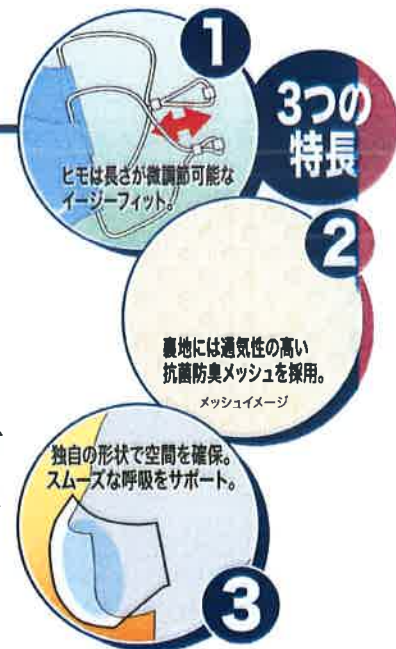 3つの
特長
1
ヒモは長さが微調節可能な
イージーフィット。
2
裏地には通気性の高い
抗菌防臭メッシュを採用。
メッシュイメージ
3
独自の形状で空間を確保。
スムーズな呼吸をサポート。